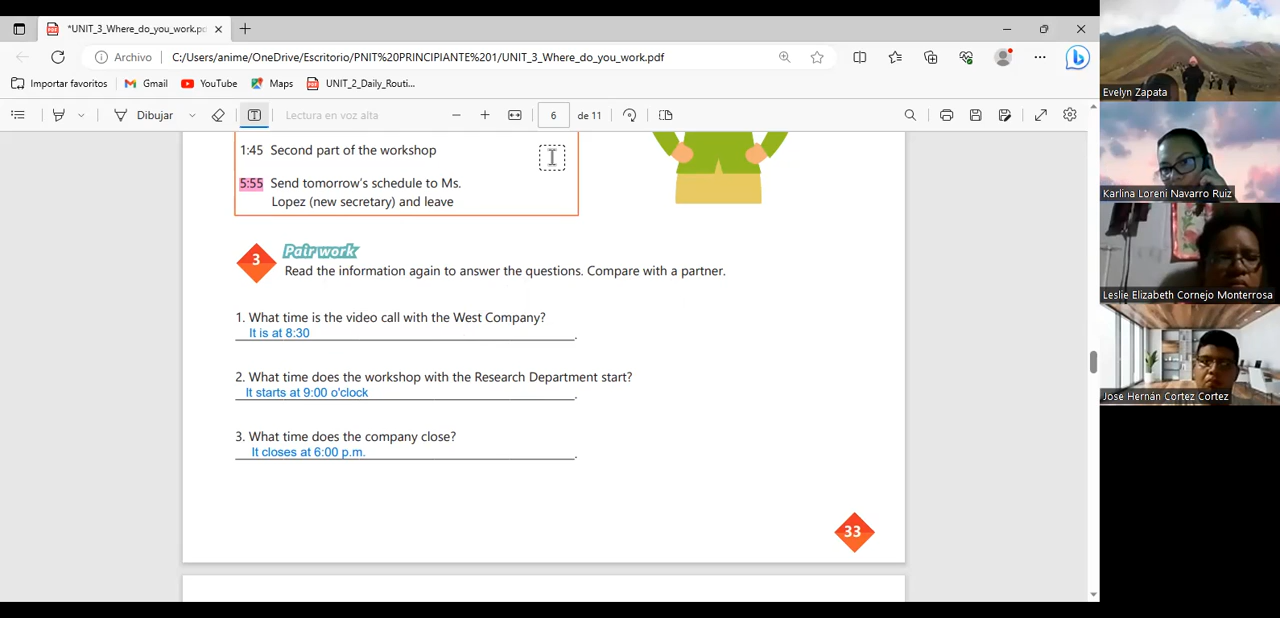 *UNIT_3_Where_do_you_work.pd
Archivo
C:/Users/anime/OneDrive/Escritorio/PNIT%20PRINCIPIANTE%201/UNIT_3_Where_do_you_work.pdf
Importar favoritos
Gmail
YouTube
Maps
UNIT_2_Daily_Routi...
Dibujar
Lectura en voz alta
6
de 11
1:45 Second part of the workshop
5:55 Send tomorrow's schedule to Ms.
Lopez (new secretary) and leave
3
Pair work
Read the information again to answer the questions. Compare with a partner.
1. What time is the video call with the West Company?
It is at 8:30
2. What time does the workshop with the Research Department start?
It starts at 9:00 o'clock
3. What time does the company close?
It closes at 6:00 p.m.
33
Evelyn Zapata
Karlina Loreni Navarro Ruiz
Leslie Elizabeth Cornejo Monterrosa
Jose Hernán Cortez Cortez